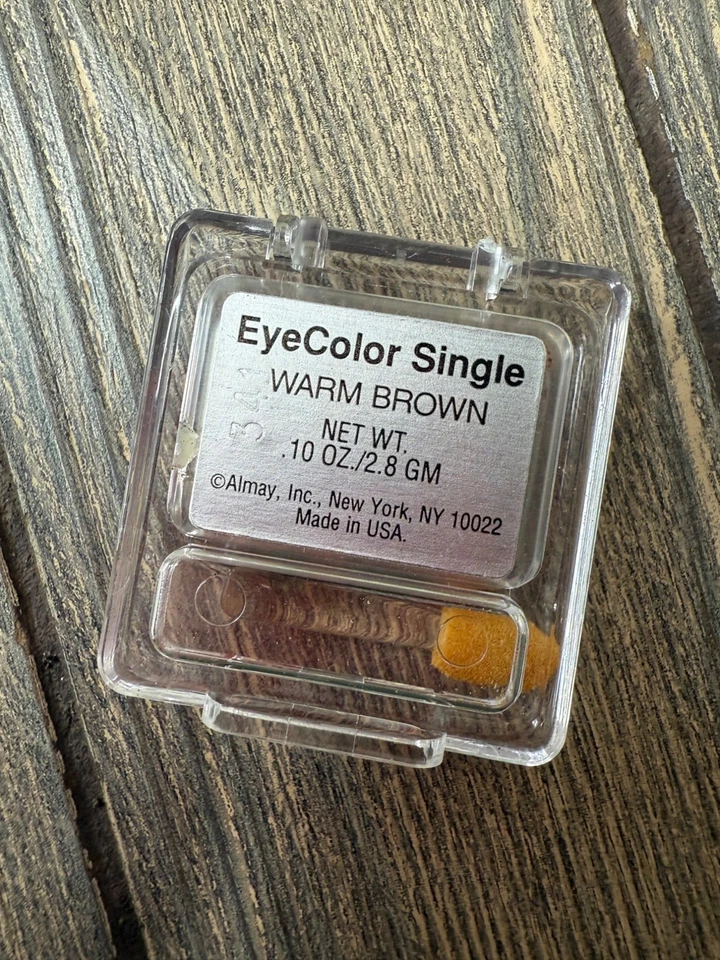 EyeColor Single
WARM BROWN
NET WT.
.10 OZ./2.8 GM
©Almay, Inc., New York, NY 10022
Made in USA.